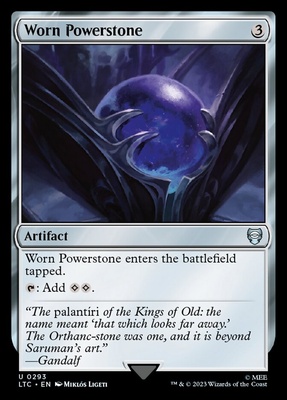 Worn Powerstone 3
Artifact
Worn Powerstone enters the battlefield
tapped.
: Add
“The palantíri of the Kings of Old: the
name meant ‘that which looks far away.’
The Orthanc-stone was one, and it is beyond
Saruman’s art.”
—Gandalf
U 0293
LTC • EN Miklós Ligeti
© MEE
™ & © 2023 Wizards of the Coast